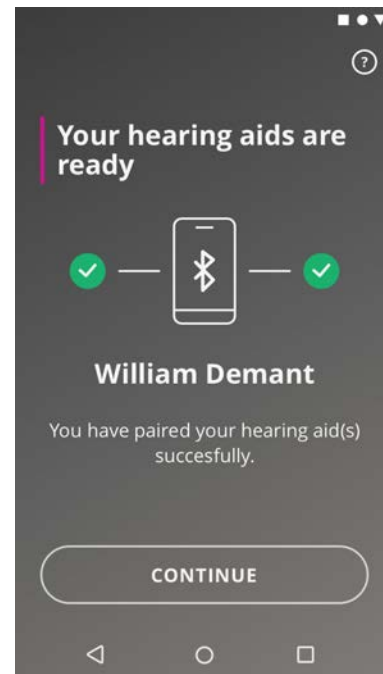 ?
Your hearing aids are
ready
William Demant
You have paired your hearing aid(s)
succesfully.
CONTINUE